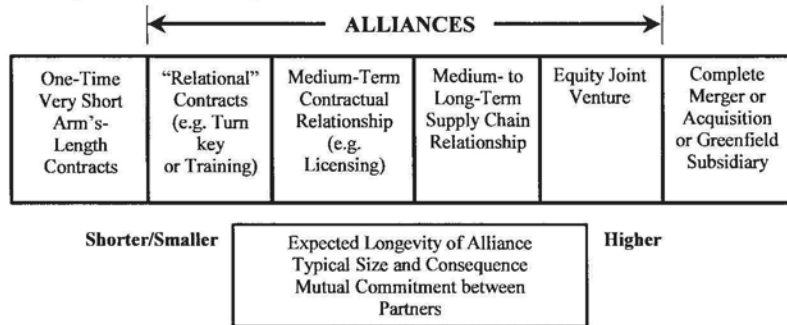 ALLIANCES
One-Time
Very Short
Arm's-
Length
Contracts
“Relational”
Contracts
(e.g. Turn
key
or Training)
Medium-Term
Contractual
Relationship
(e.g.
Licensing)
Medium- to
Long-Term
Supply Chain
Relationship
Equity Joint
Venture
Complete
Merger or
Acquisition
or Greenfield
Subsidiary
Shorter/Smaller
Expected Longevity of Alliance
Typical Size and Consequence
Mutual Commitment between
Partners
Higher